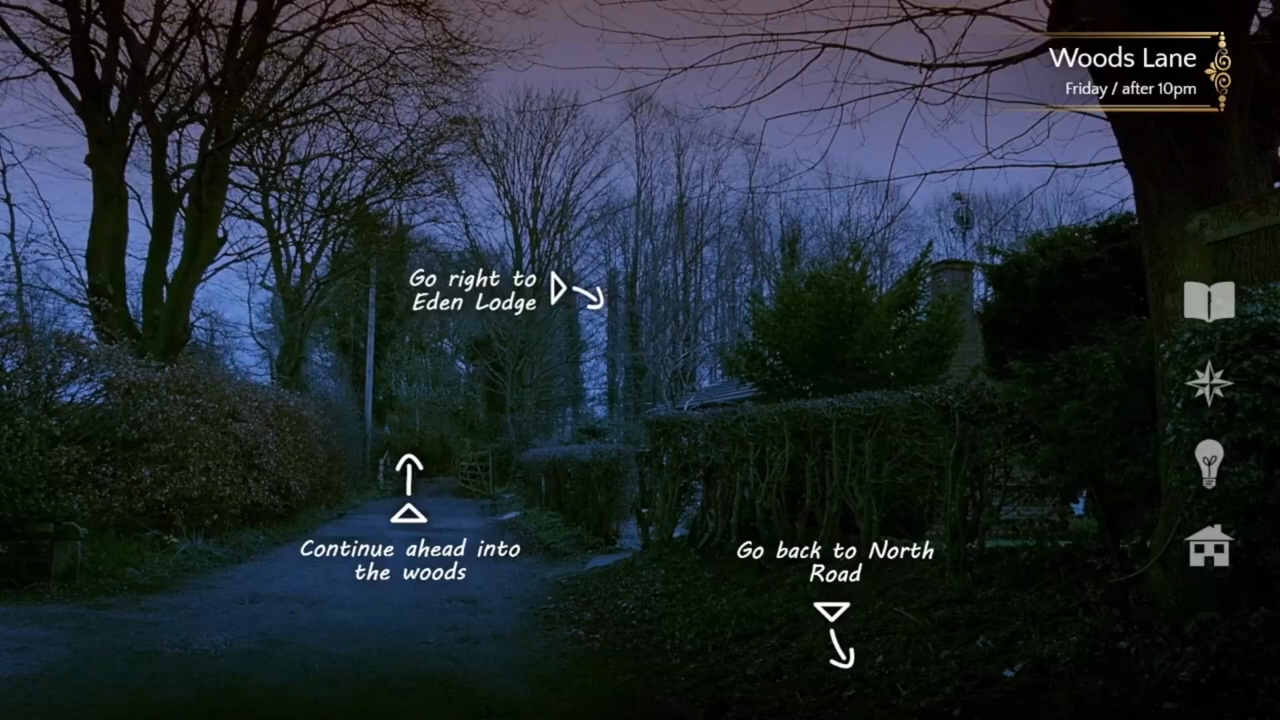 Woods Lane
Friday / after 10pm
Go right to
Eden Lodge
Continue ahead into
the woods
Go back to North
Road